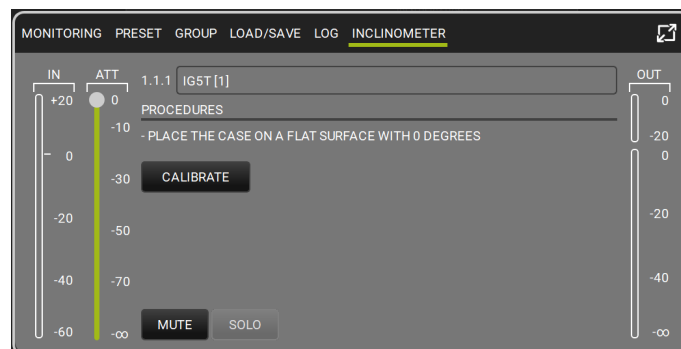 MONITORING PRESET GROUP LOAD/SAVE LOG INCLINOMETER
IN ATT OUT
1.1.1 IG5T [1]
+20 0 0
PROCEDURES
-10 - PLACE THE CASE ON A FLAT SURFACE WITH 0 DEGREES -20
0 0
-30 CALIBRATE
-20 -20
-50
-40 -70 -40
-60 -∞ MUTE SOLO -∞